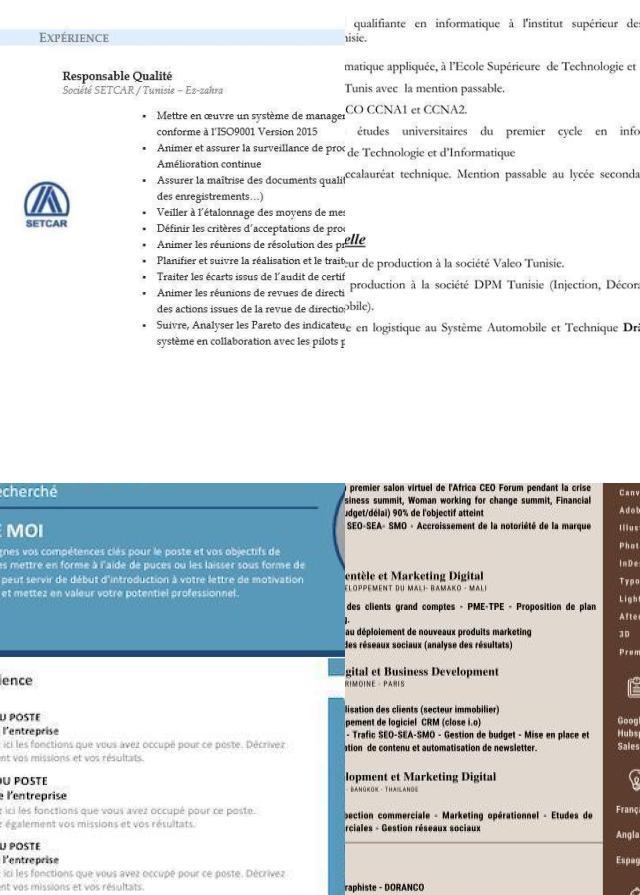 EXPÉRIENCE
Responsable Qualité
Société SETCAR / Tunisie – Ez-zahra
▪ Mettre en œuvre un système de manager
conforme à l'ISO9001 Version 2015
▪ Animer et assurer la surveillance de proc
Amélioration continue
▪ Assurer la maîtrise des documents qualit
des enregistrements…)
▪ Veiller à l'étalonnage des moyens de mes
▪ Définir les critères d'acceptations de proc
▪ Animer les réunions de résolution des pr
▪ Planifier et suivre la réalisation et le trait
▪ Traiter les écarts issus de l'audit de certif
▪ Animer les réunions de revues de directi
des actions issues de la revue de directio
▪ Suivre, Analyser les Pareto des indicateu
système en collaboration avec les pilots p
SETCAR
qualifiante en informatique à l'institut supérieur des
nisie.
matique appliquée, à l'Ecole Supérieure de Technologie et
Tunis avec la mention passable.
CO CCNA1 et CCNA2.
études universitaires du premier cycle en info
de Technologie et d'Informatique
ccalauréat technique. Mention passable au lycée seconda
elle
eur de production à la société Valeo Tunisie.
production à la société DPM Tunisie (Injection, Décora
obile).
e en logistique au Système Automobile et Technique Drä
echerché
E MOI
gnes vos compétences clés pour le poste et vos objectifs de
es mettre en forme à l'aide de puces ou les laisser sous forme de
peut servir de début d'introduction à votre lettre de motivation
et mettez en valeur votre potentiel professionnel.
ience
U POSTE
l'entreprise
ici les fonctions que vous avez occupé pour ce poste. Décrivez
nt vos missions et vos résultats.
DU POSTE
e l'entreprise
z ici les fonctions que vous avez occupé pour ce poste.
z également vos missions et vos résultats.
U POSTE
l'entreprise
ici les fonctions que vous avez occupé pour ce poste. Décrivez
nt vos missions et vos résultats.
premier salon virtuel de l'Africa CEO Forum pendant la crise
siness summit, Woman working for change summit, Financial
udget/délai) 90% de l'objectif atteint
SEO-SEA- SMO - Accroissement de la notoriété de la marque
entèle et Marketing Digital
ELOPPEMENT DU MALI- BAMAKO - MALI
des clients grand comptes - PME-TPE - Proposition de plan
g.
au déploiement de nouveaux produits marketing
des réseaux sociaux (analyse des résultats)
gital et Business Development
RIMOINE - PARIS
lisation des clients (secteur immobilier)
pement de logiciel CRM (close i.o)
- Trafic SEO-SEA-SMO - Gestion de budget - Mise en place et
ation de contenu et automatisation de newsletter.
lopment et Marketing Digital
- BANGKOK - THAILANDE
pection commerciale - Marketing opérationnel - Etudes de
rciales - Gestion réseaux sociaux
raphiste - DORANCO
Canv
Adob
Illus
Phot
InDes
Typo
Light
After
3D
Prem
Googl
Hubsp
Sales
França
Angla
Espag